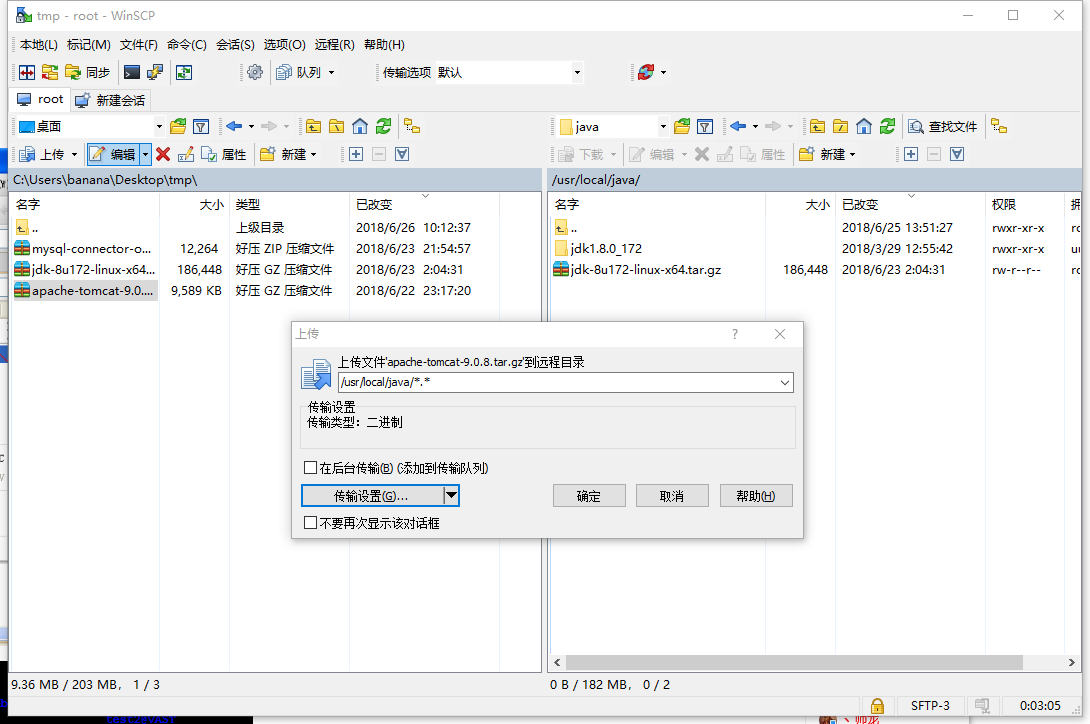 tmp - root - WinSCP
本地(L) 标记(M) 文件(F) 命令(C) 会话(S) 选项(O) 远程(R) 帮助(H)
同步 队列 传输选项 默认
root 新建会话
桌面
上传 编辑 属性 新建
C:\Users\banana\Desktop\tmp\
名字 大小 类型 已改变
.. 上级目录 2018/6/26 10:12:37
mysql-connector-o... 12,264 好压 ZIP 压缩文件 2018/6/23 21:54:57
jdk-8u172-linux-x64... 186,448 好压 GZ 压缩文件 2018/6/23 2:04:31
apache-tomcat-9.0.... 9,589 KB 好压 GZ 压缩文件 2018/6/22 23:17:20
java 查找文件
下载 编辑 属性 新建
/usr/local/java/
名字 大小 已改变 权限
.. 2018/6/25 13:51:27 rwxr-xr-x
jdk1.8.0_172 2018/3/29 12:55:42 rwxr-xr-x
jdk-8u172-linux-x64.tar.gz 186,448 2018/6/23 2:04:31 rw-r--r--
上传 ?
上传文件'apache-tomcat-9.0.8.tar.gz'到远程目录
/usr/local/java/*.*
传输设置
传输类型：二进制
在后台传输(B) (添加到传输队列)
传输设置(G)... 确定 取消 帮助(H)
不要再次显示该对话框
9.36 MB / 203 MB， 1 / 3
0 B / 182 MB， 0 / 2
SFTP-3 0:03:05